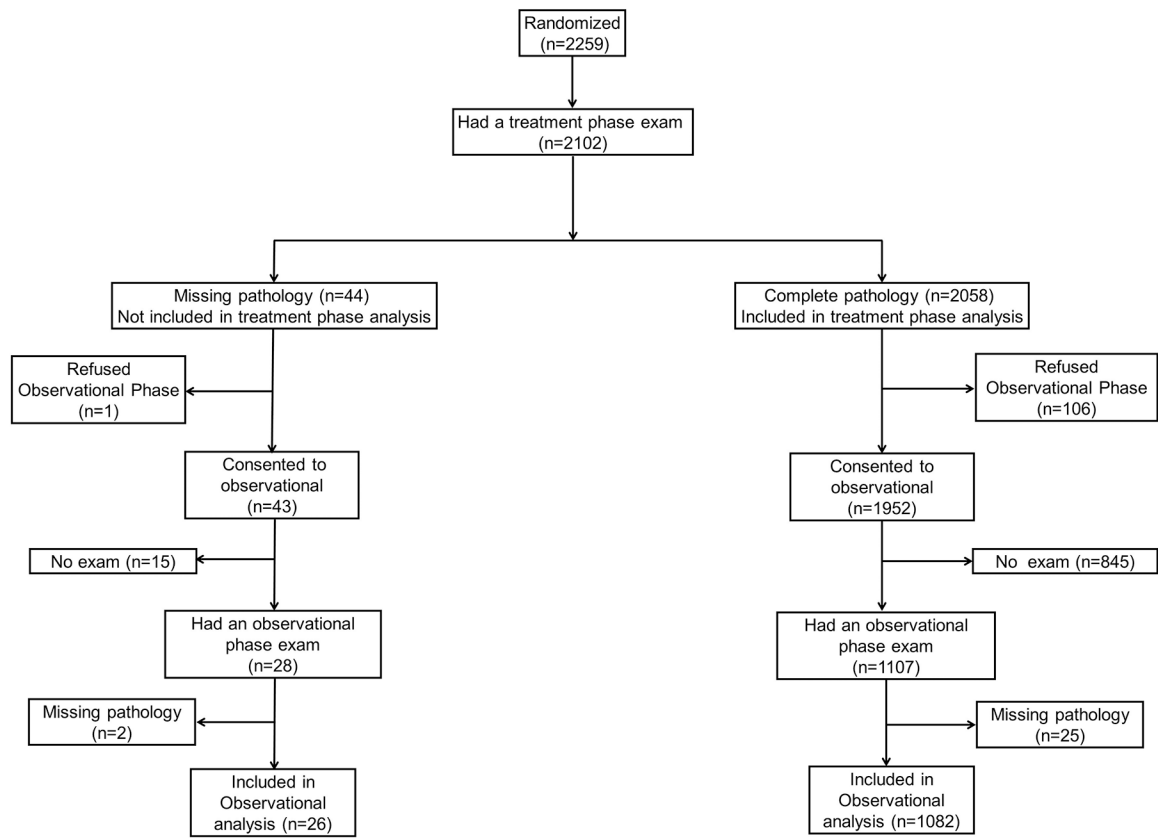 Randomized
(n=2259)
Had a treatment phase exam
(n=2102)
Missing pathology (n=44)
Not included in treatment phase analysis
Complete pathology (n=2058)
Included in treatment phase analysis
Refused
Observational Phase
(n=1)
Refused
Observational Phase
(n=106)
Consented to
observational
(n=43)
Consented to
observational
(n=1952)
No exam (n=15)
No exam (n=845)
Had an observational
phase exam
(n=28)
Had an observational
phase exam
(n=1107)
Missing pathology
(n=2)
Missing pathology
(n=25)
Included in
Observational
analysis (n=26)
Included in
Observational
analysis (n=1082)